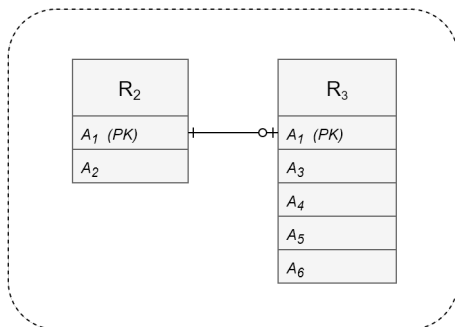 R₂
A₁ (PK)
A₂
R₃
A₁ (PK)
A₃
A₄
A₅
A₆